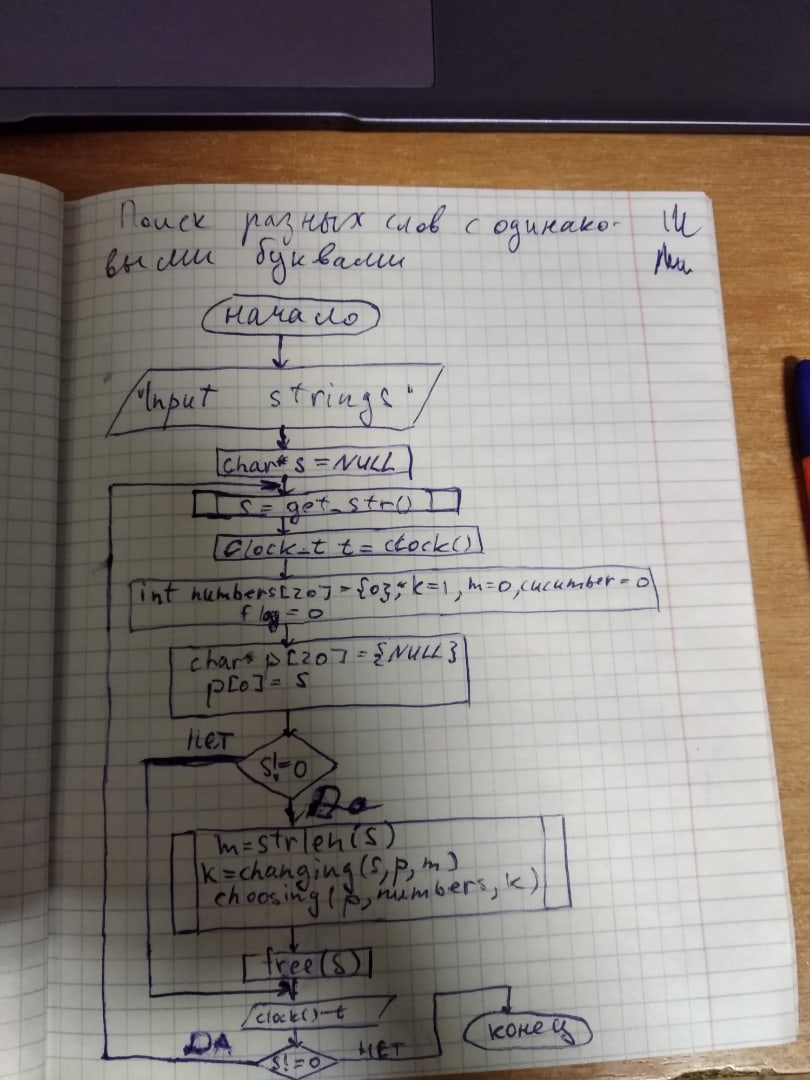 Поиск разных слов с одинако-
выми буквами
начало
"Input strings"
char* s = NULL
s = get_str()
Clock_t t = clock()
int numbers[20] = {0}, k=1, m=0, cucumber = 0
flag = 0
char* p[20] = {NULL}
p[0] = s
НЕТ
s!=0
Да
m=strlen(s)
k=changing(s,p,m)
choosing(p,numbers,k)
free(s)
clock()-t
ДА
s!=0
НЕТ
конец